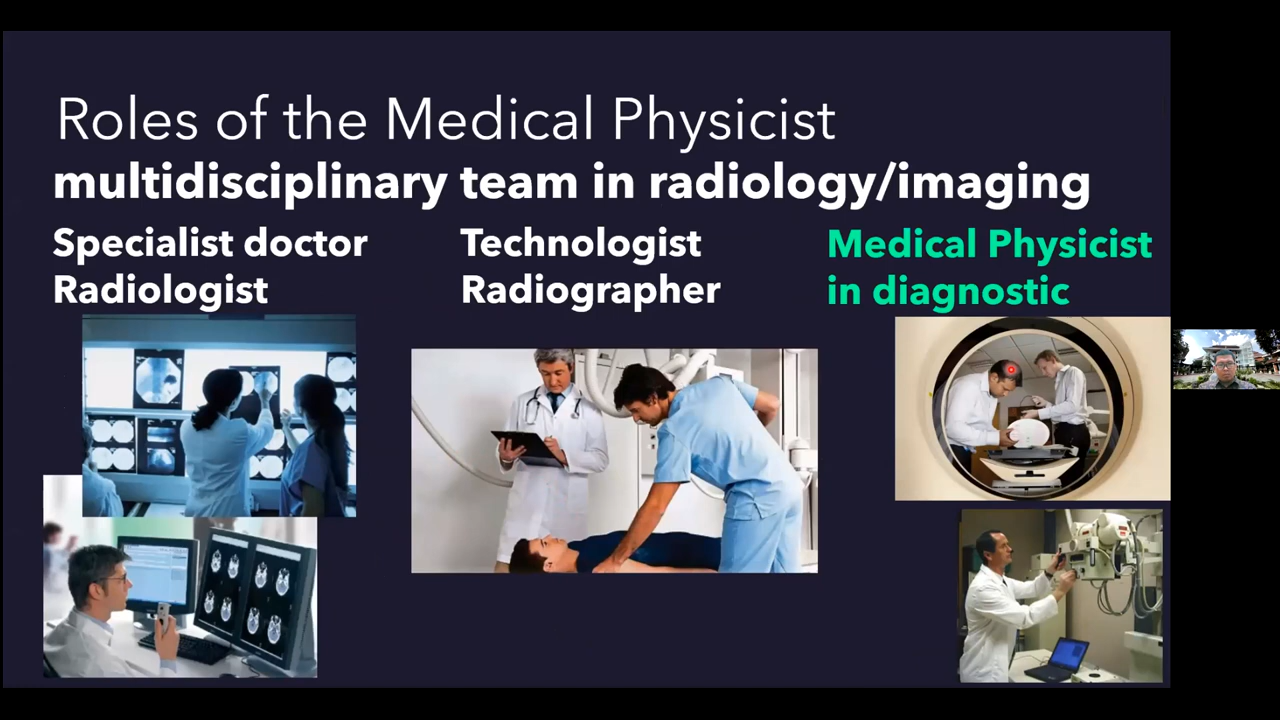 Roles of the Medical Physicist
multidisciplinary team in radiology/imaging
Specialist doctor
Radiologist
Technologist
Radiographer
Medical Physicist
in diagnostic